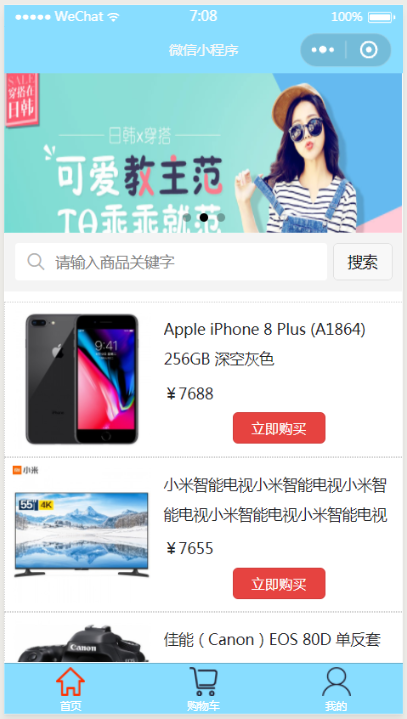 WeChat
7:08
100%
微信小程序
SALE
穿搭在
日韩
日韩x穿搭
可爱教主范
TA乖乖就范
请输入商品关键字
搜索
Apple iPhone 8 Plus (A1864)
256GB 深空灰色
￥7688
立即购买
小米
55" 4K
小米智能电视小米智能电视小米智
能电视小米智能电视小米智能电视
￥7655
立即购买
Canon
佳能（Canon）EOS 80D 单反套
首页
购物车
我的